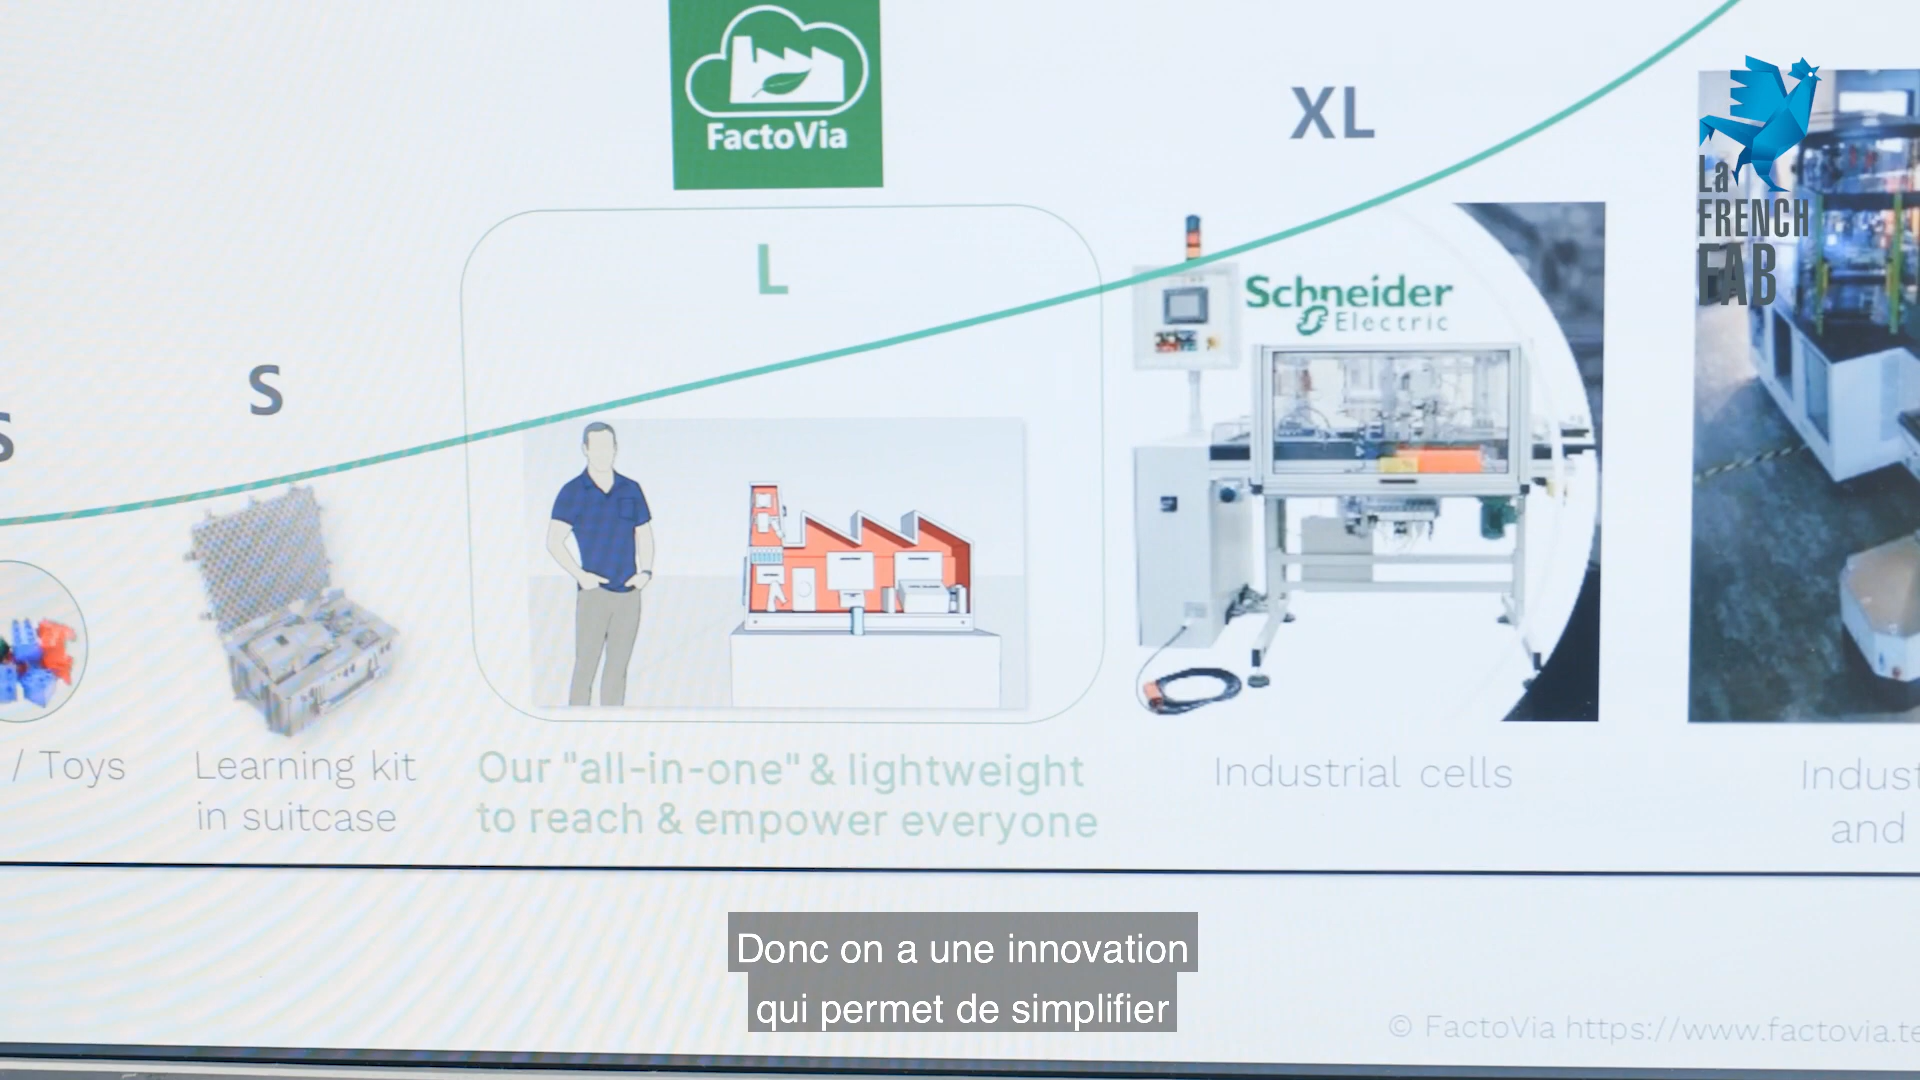 FactoVia
XL
La
FRENCH
FAB
L
Schneider
Electric
S
S
/ Toys
Learning kit
in suitcase
Our "all-in-one" & lightweight
to reach & empower everyone
Industrial cells
and
Donc on a une innovation
qui permet de simplifier
© FactoVia https://www.factovia.te